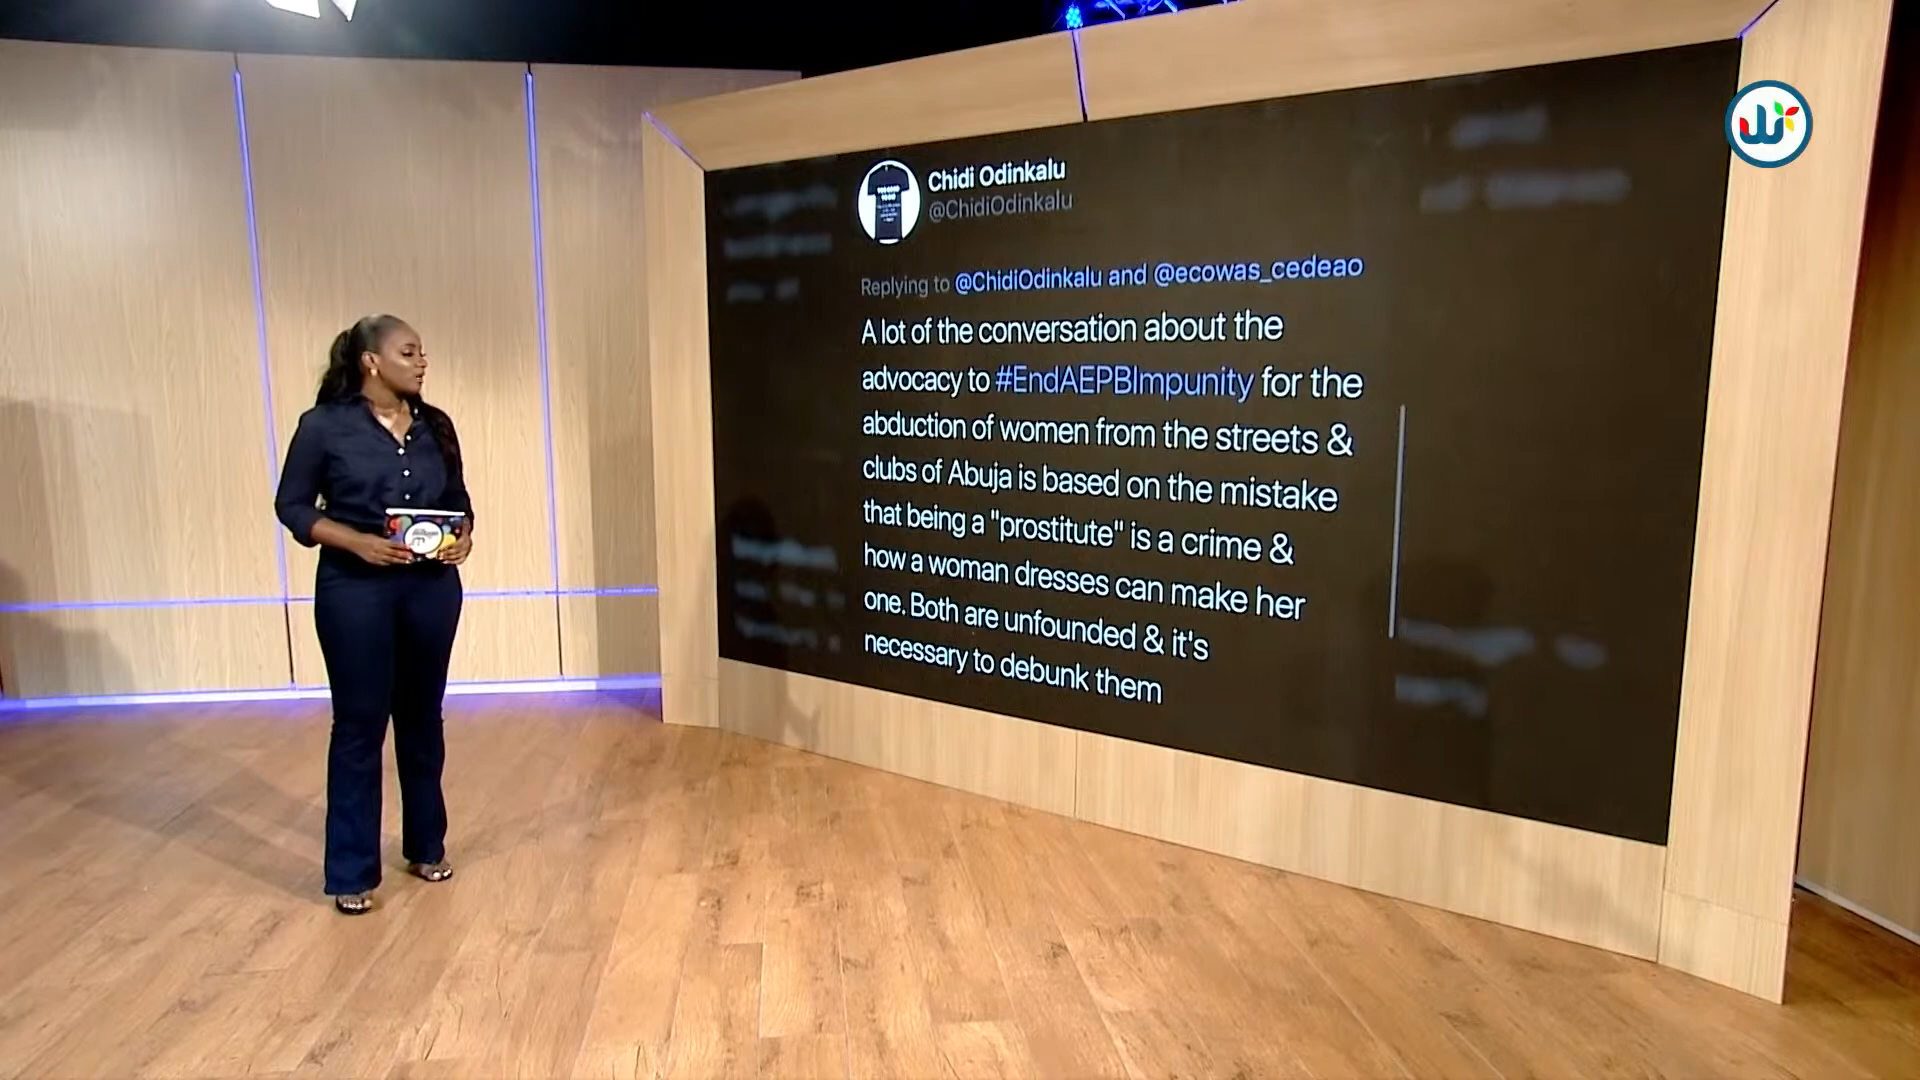 Chidi Odinkalu
@ChidiOdinkalu
Replying to @ChidiOdinkalu and @ecowas_cedeao
A lot of the conversation about the
advocacy to #EndAEPBImpunity for the
abduction of women from the streets &
clubs of Abuja is based on the mistake
that being a "prostitute" is a crime &
how a woman dresses can make her
one. Both are unfounded & it's
necessary to debunk them